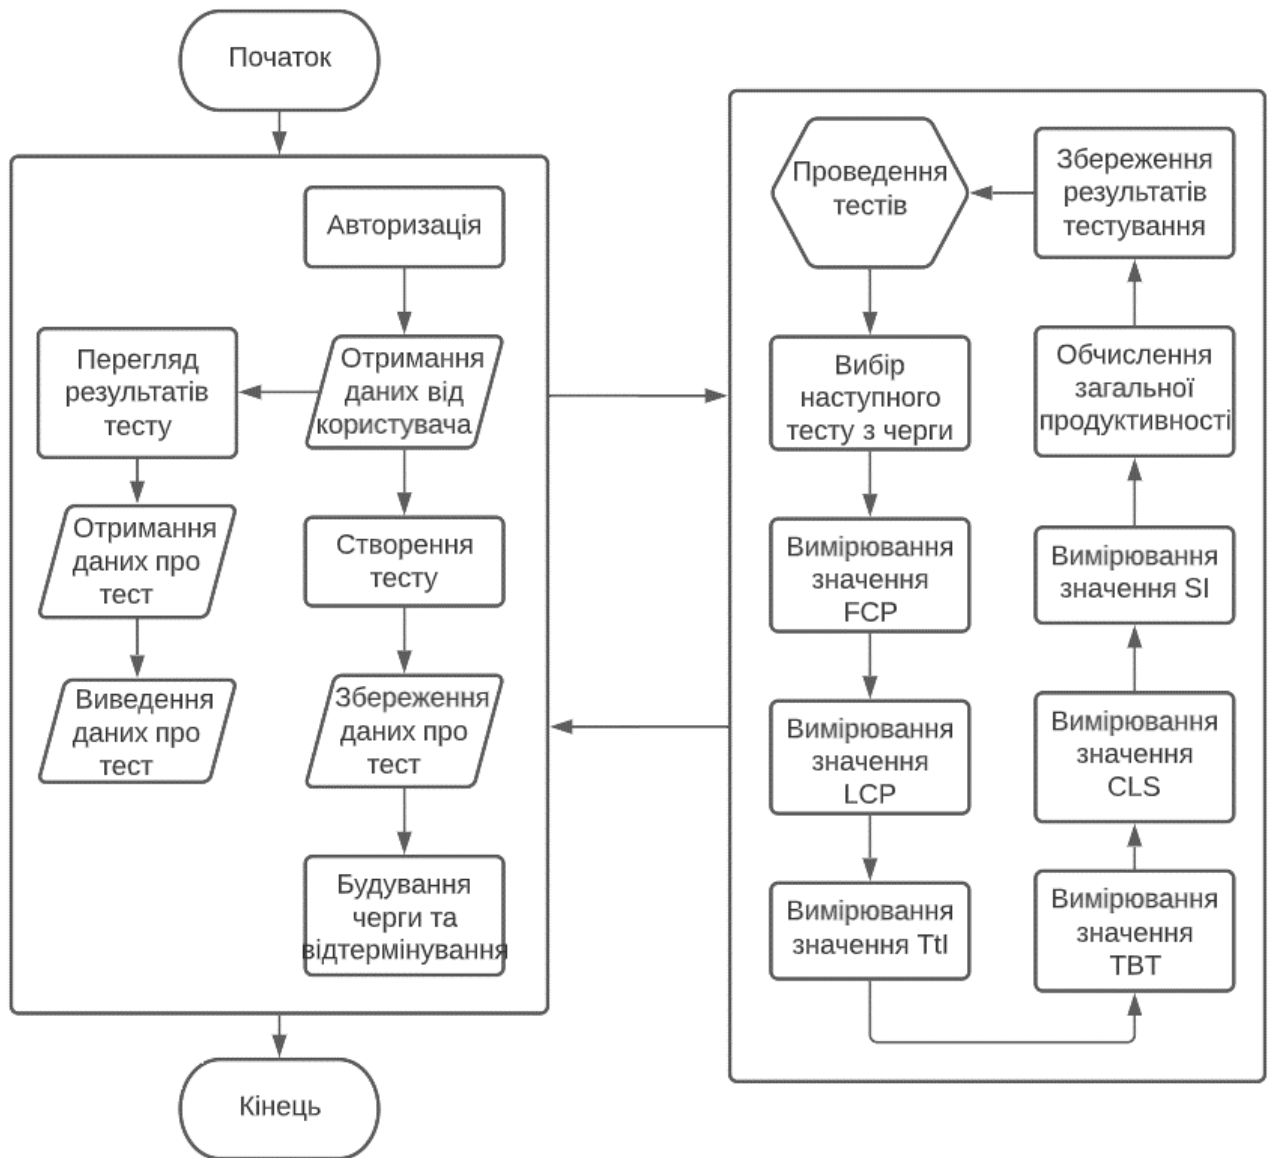 Початок
Авторизація
Отримання
даних від
користувача
Перегляд
результатів
тесту
Отримання
даних про
тест
Виведення
даних про
тест
Створення
тесту
Збереження
даних про
тест
Будування
черги та
відтермінування
Кінець
Проведення
тестів
Вибір
наступного
тесту з черги
Вимірювання
значення
FCP
Вимірювання
значення
LCP
Вимірювання
значення TtI
Вимірювання
значення
TBT
Вимірювання
значення
CLS
Вимірювання
значення SI
Обчислення
загальної
продуктивності
Збереження
результатів
тестування